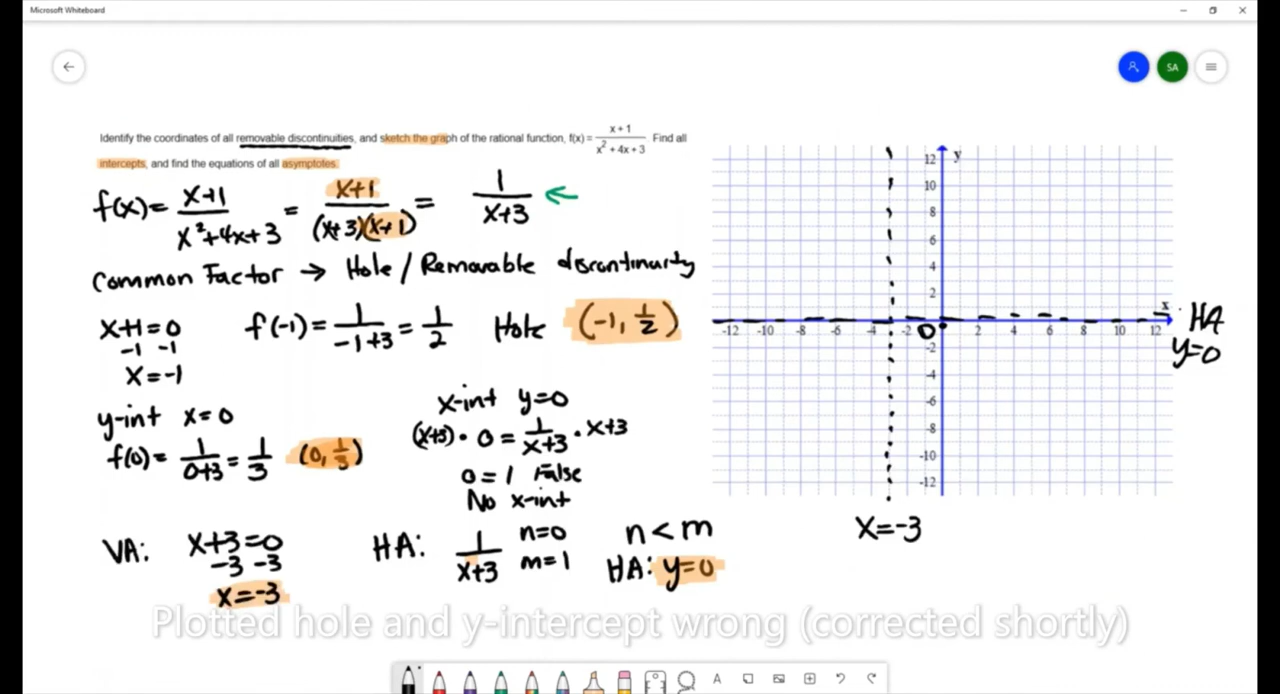 Microsoft Whiteboard
SA
Identify the coordinates of all removable discontinuities, and sketch the graph of the rational function, f(x) = x + 1 / x² + 4x + 3 Find all
intercepts, and find the equations of all asymptotes.
f(x) = x+1 / x²+4x+3 = x+1 / (x+3)(x+1) = 1 / x+3 ←
Common Factor → Hole / Removable discontinuity
x+1=0
-1 -1
x=-1
f(-1) = 1 / -1+3 = 1/2 Hole (-1, 1/2)
y-int x=0
f(0) = 1 / 0+3 = 1/3 (0, 1/3)
x-int y=0
(x+3) · 0 = 1 / x+3 · x+3
0=1 False
No x-int
VA: x+3=0
-3 -3
x=-3
HA: 1 / x+3 n=0 m=1
n<m
HA: y=0
y
12
10
8
6
4
2
-12 -10 -8 -6 -4 -2 0 2 4 6 8 10 12 x
-2
-4
-6
-8
-10
-12
HA
y=0
x=-3
Plotted hole and y-intercept wrong (corrected shortly)
A